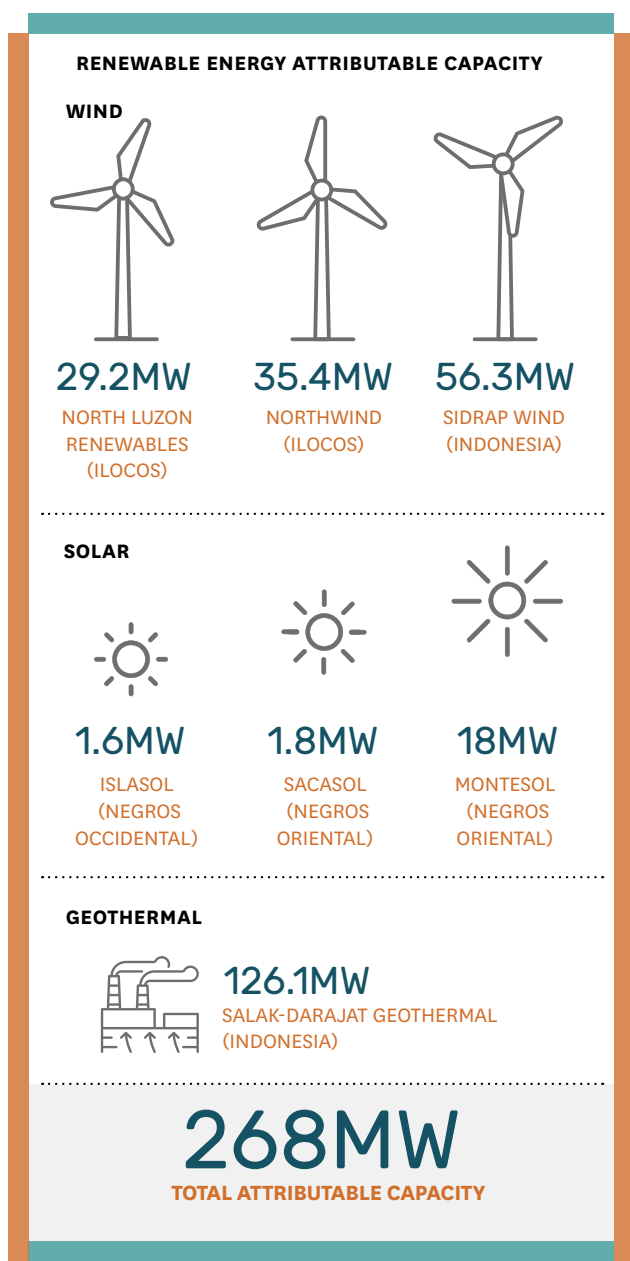 RENEWABLE ENERGY ATTRIBUTABLE CAPACITY
WIND
29.2MW
NORTH LUZON
RENEWABLES
(ILOCOS)
35.4MW
NORTHWIND
(ILOCOS)
56.3MW
SIDRAP WIND
(INDONESIA)
SOLAR
1.6MW
ISLASOL
(NEGROS
OCCIDENTAL)
1.8MW
SACASOL
(NEGROS
ORIENTAL)
18MW
MONTESOL
(NEGROS
ORIENTAL)
GEOTHERMAL
126.1MW
SALAK-DARAJAT GEOTHERMAL
(INDONESIA)
268MW
TOTAL ATTRIBUTABLE CAPACITY